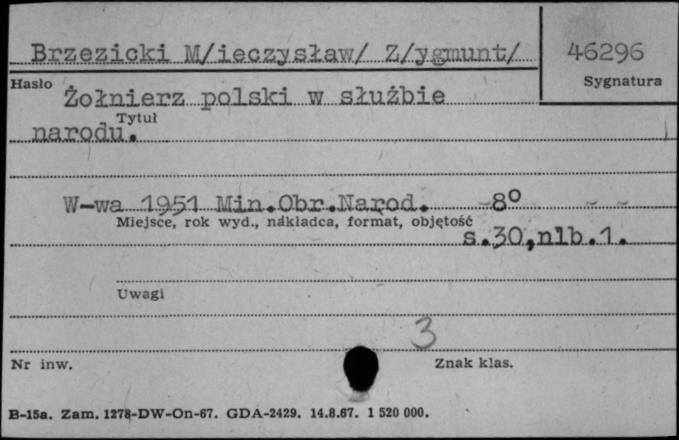 Brzezicki M/ieczysław/ Z/ygmunt/
46296
Hasło
Sygnatura
Żołnierz polski w służbie
Tytuł
narodu.
W-wa 1951 Min.Obr.Narod. 8°
Miejsce, rok wyd., nakładca, format, objętość
s.30,nlb.1.
Uwagi
3
Nr inw.
Znak klas.
B-15a. Zam. 1278-DW-On-67. GDA-2429. 14.8.67. 1 520 000.